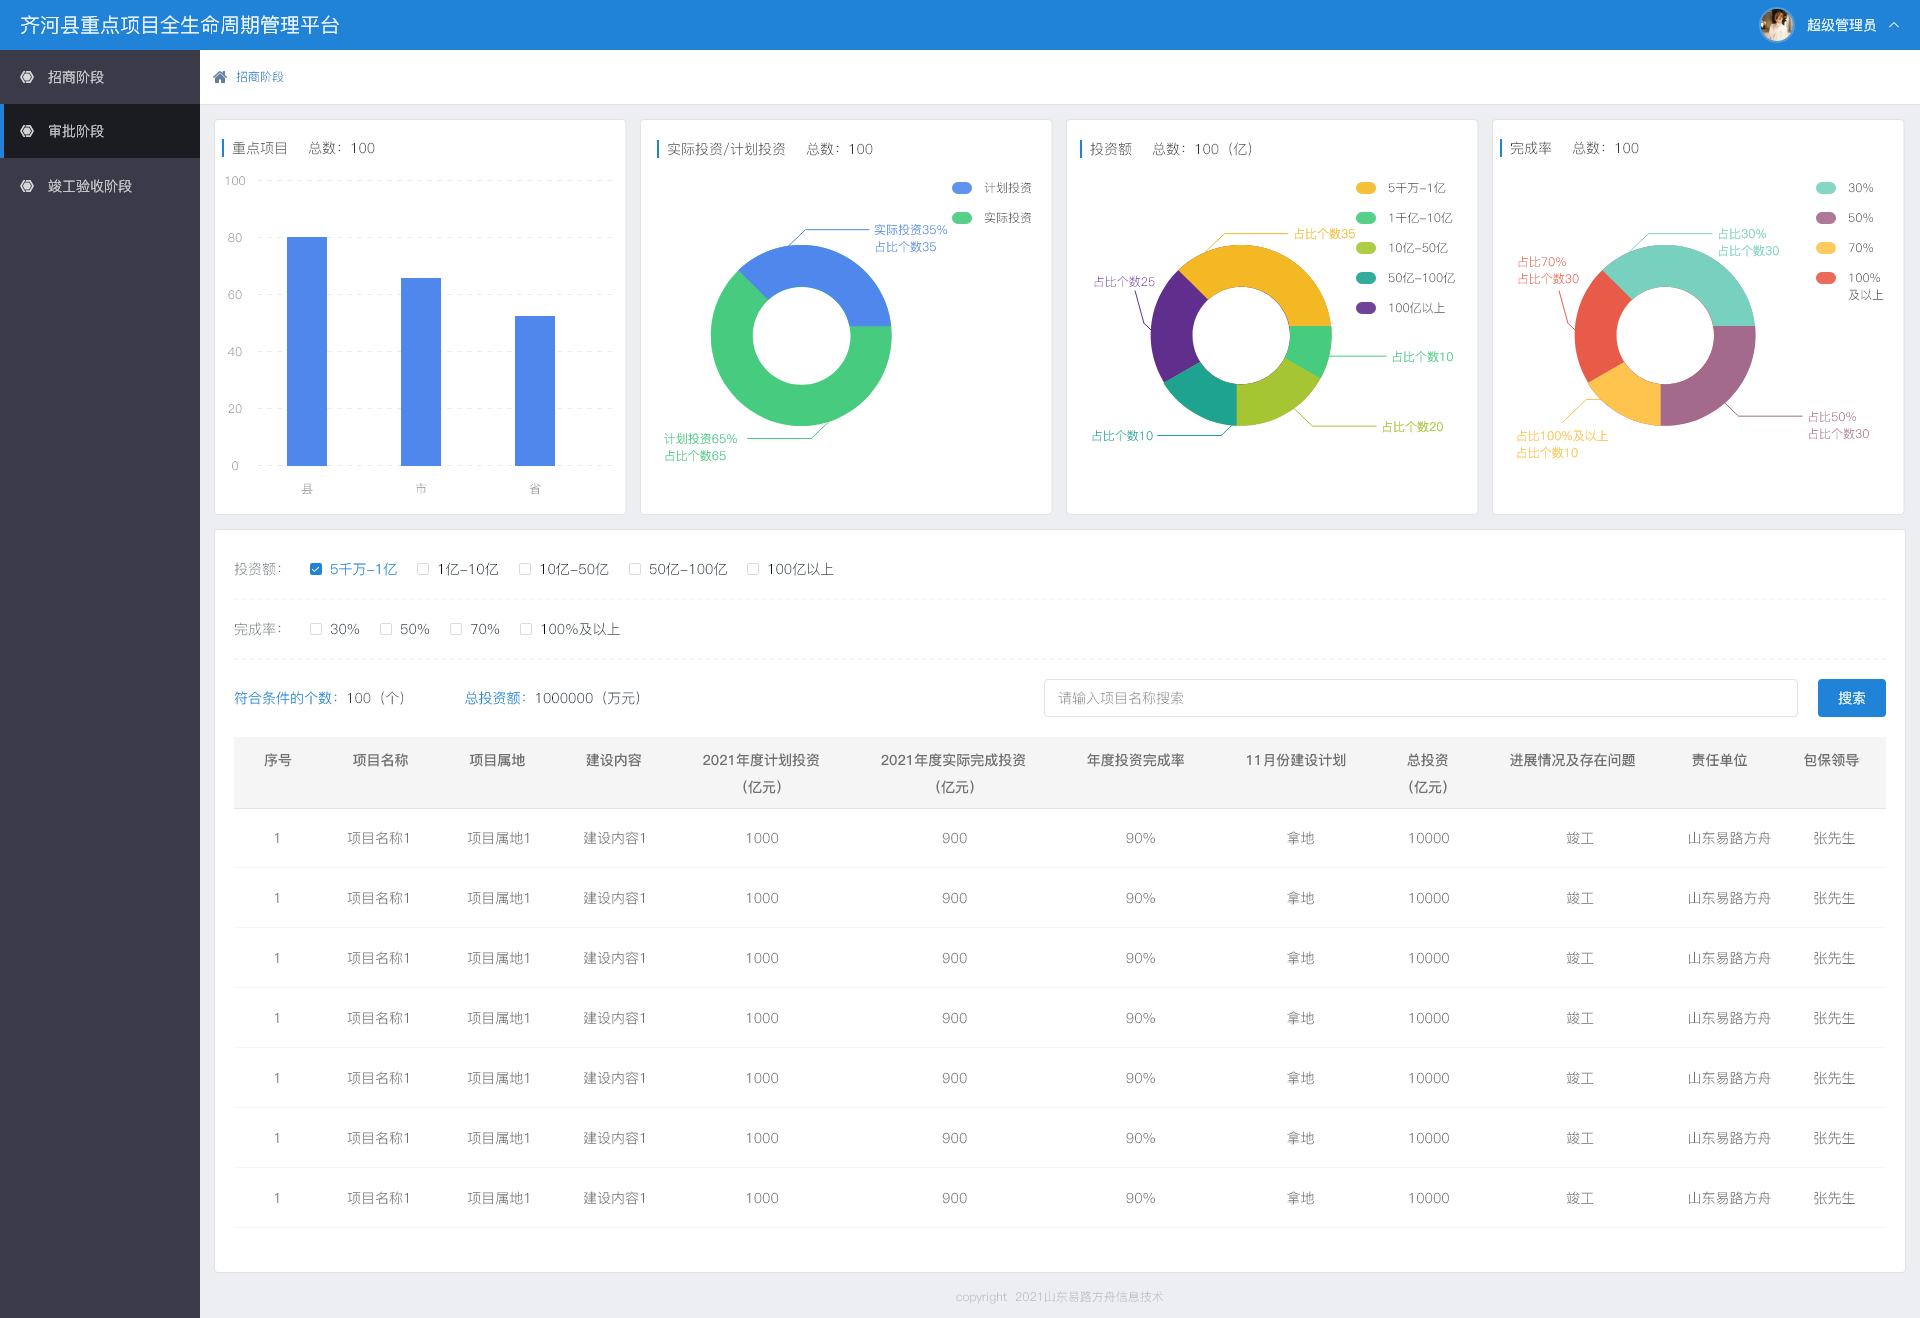 齐河县重点项目全生命周期管理平台
超级管理员
招商阶段
审批阶段
竣工验收阶段
招商阶段
重点项目 总数：100
100
80
60
40
20
0
县 市 省
实际投资/计划投资 总数：100
计划投资
实际投资
实际投资35%
占比个数35
计划投资65%
占比个数65
投资额 总数：100（亿）
5千万-1亿
1千亿-10亿
10亿-50亿
50亿-100亿
100亿以上
占比个数35
占比个数25
占比个数10
占比个数20
占比个数10
完成率 总数：100
30%
50%
70%
100%
及以上
占比30%
占比个数30
占比70%
占比个数30
占比50%
占比个数30
占比100%及以上
占比个数10
投资额： 5千万-1亿 1亿-10亿 10亿-50亿 50亿-100亿 100亿以上
完成率： 30% 50% 70% 100%及以上
符合条件的个数：100（个） 总投资额：1000000（万元） 请输入项目名称搜索 搜索
序号 项目名称 项目属地 建设内容 2021年度计划投资 2021年度实际完成投资 年度投资完成率 11月份建设计划 总投资 进展情况及存在问题 责任单位 包保领导
（亿元） （亿元） （亿元）
1 项目名称1 项目属地1 建设内容1 1000 900 90% 拿地 10000 竣工 山东易路方舟 张先生
1 项目名称1 项目属地1 建设内容1 1000 900 90% 拿地 10000 竣工 山东易路方舟 张先生
1 项目名称1 项目属地1 建设内容1 1000 900 90% 拿地 10000 竣工 山东易路方舟 张先生
1 项目名称1 项目属地1 建设内容1 1000 900 90% 拿地 10000 竣工 山东易路方舟 张先生
1 项目名称1 项目属地1 建设内容1 1000 900 90% 拿地 10000 竣工 山东易路方舟 张先生
1 项目名称1 项目属地1 建设内容1 1000 900 90% 拿地 10000 竣工 山东易路方舟 张先生
1 项目名称1 项目属地1 建设内容1 1000 900 90% 拿地 10000 竣工 山东易路方舟 张先生
copyright 2021山东易路方舟信息技术